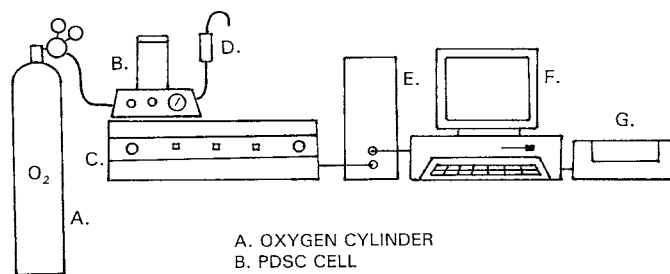 B.
D.
E.
F.
G.
C.
O₂
A.
A. OXYGEN CYLINDER
B. PDSC CELL